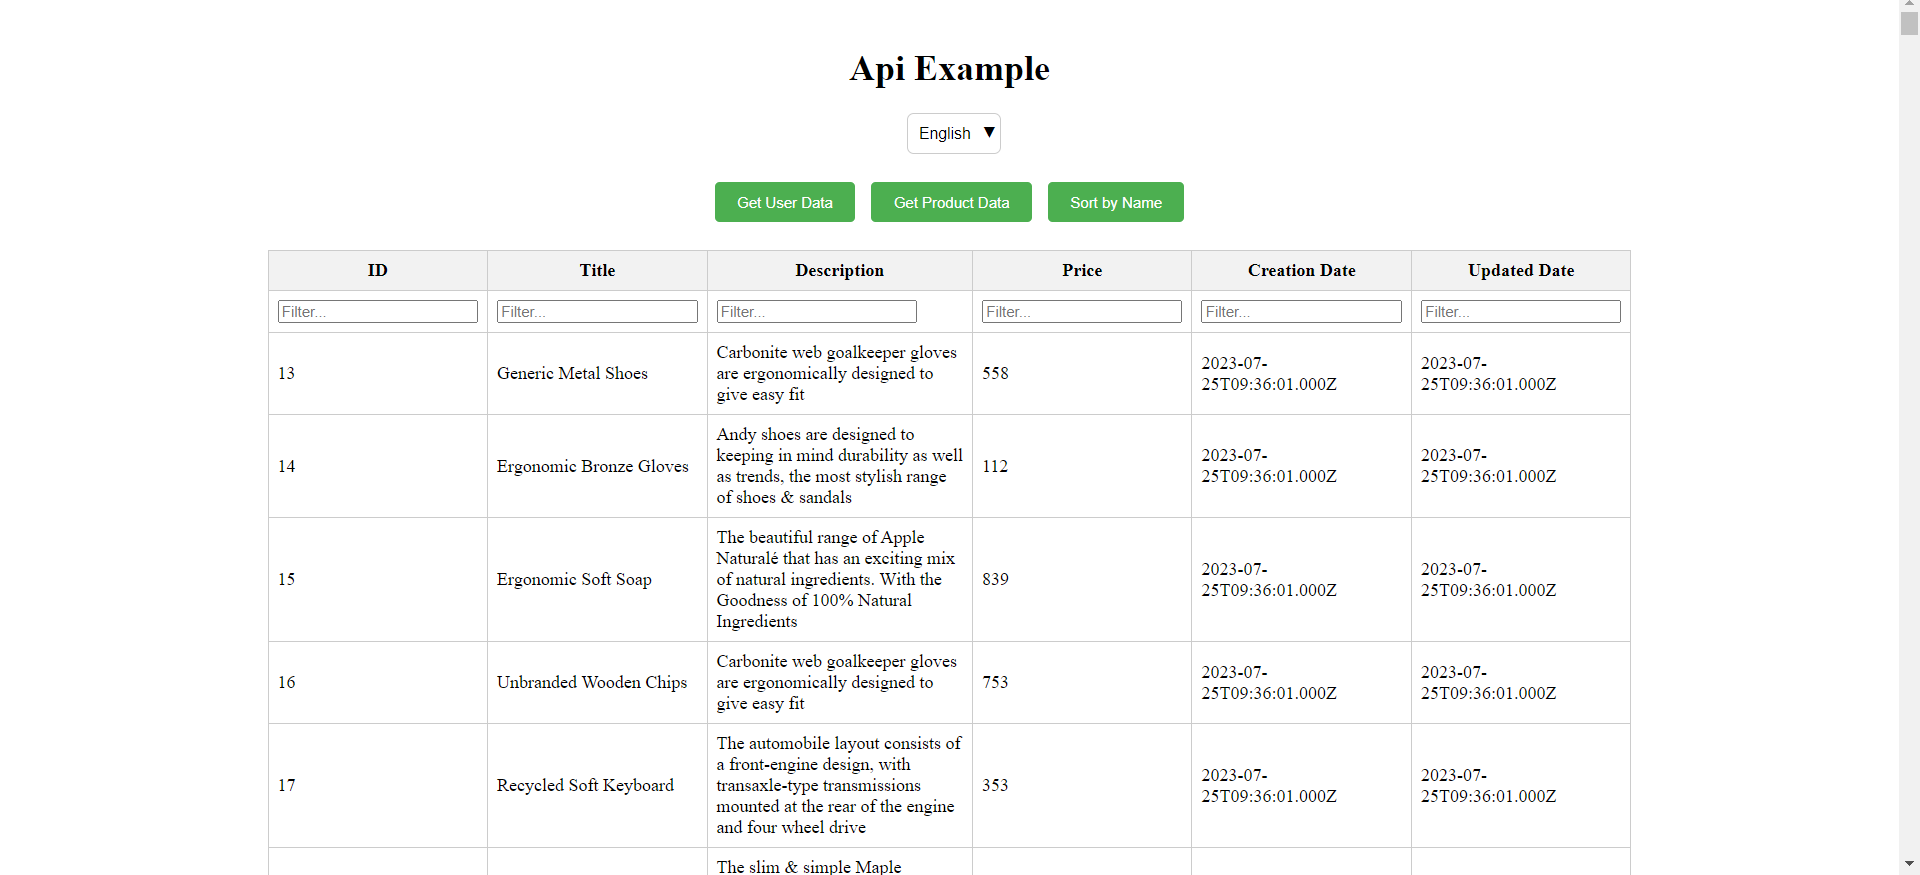 Api Example
English
Get User Data Get Product Data Sort by Name
ID Title Description Price Creation Date Updated Date
Filter... Filter... Filter... Filter... Filter... Filter...
Carbonite web goalkeeper gloves
are ergonomically designed to
give easy fit
13 Generic Metal Shoes 558
2023-07-
25T09:36:01.000Z
2023-07-
25T09:36:01.000Z
Andy shoes are designed to
keeping in mind durability as well
as trends, the most stylish range
of shoes & sandals
14 Ergonomic Bronze Gloves 112
2023-07-
25T09:36:01.000Z
2023-07-
25T09:36:01.000Z
The beautiful range of Apple
Naturalé that has an exciting mix
of natural ingredients. With the
Goodness of 100% Natural
Ingredients
15 Ergonomic Soft Soap 839
2023-07-
25T09:36:01.000Z
2023-07-
25T09:36:01.000Z
Carbonite web goalkeeper gloves
are ergonomically designed to
give easy fit
16 Unbranded Wooden Chips 753
2023-07-
25T09:36:01.000Z
2023-07-
25T09:36:01.000Z
The automobile layout consists of
a front-engine design, with
transaxle-type transmissions
mounted at the rear of the engine
and four wheel drive
17 Recycled Soft Keyboard 353
2023-07-
25T09:36:01.000Z
2023-07-
25T09:36:01.000Z
The slim & simple Maple